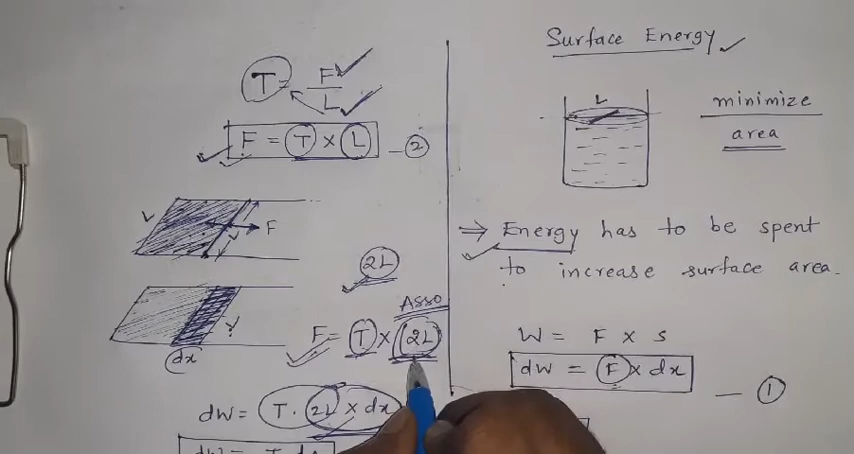 T = F / L
F = T × L — 2
F
2L
Asso
F = T × (2L)
dx
dW = T · 2L × dx
Surface Energy
L
minimize
area
⇒ Energy has to be spent
to increase surface area.
W = F × s
dW = F × dx — 1